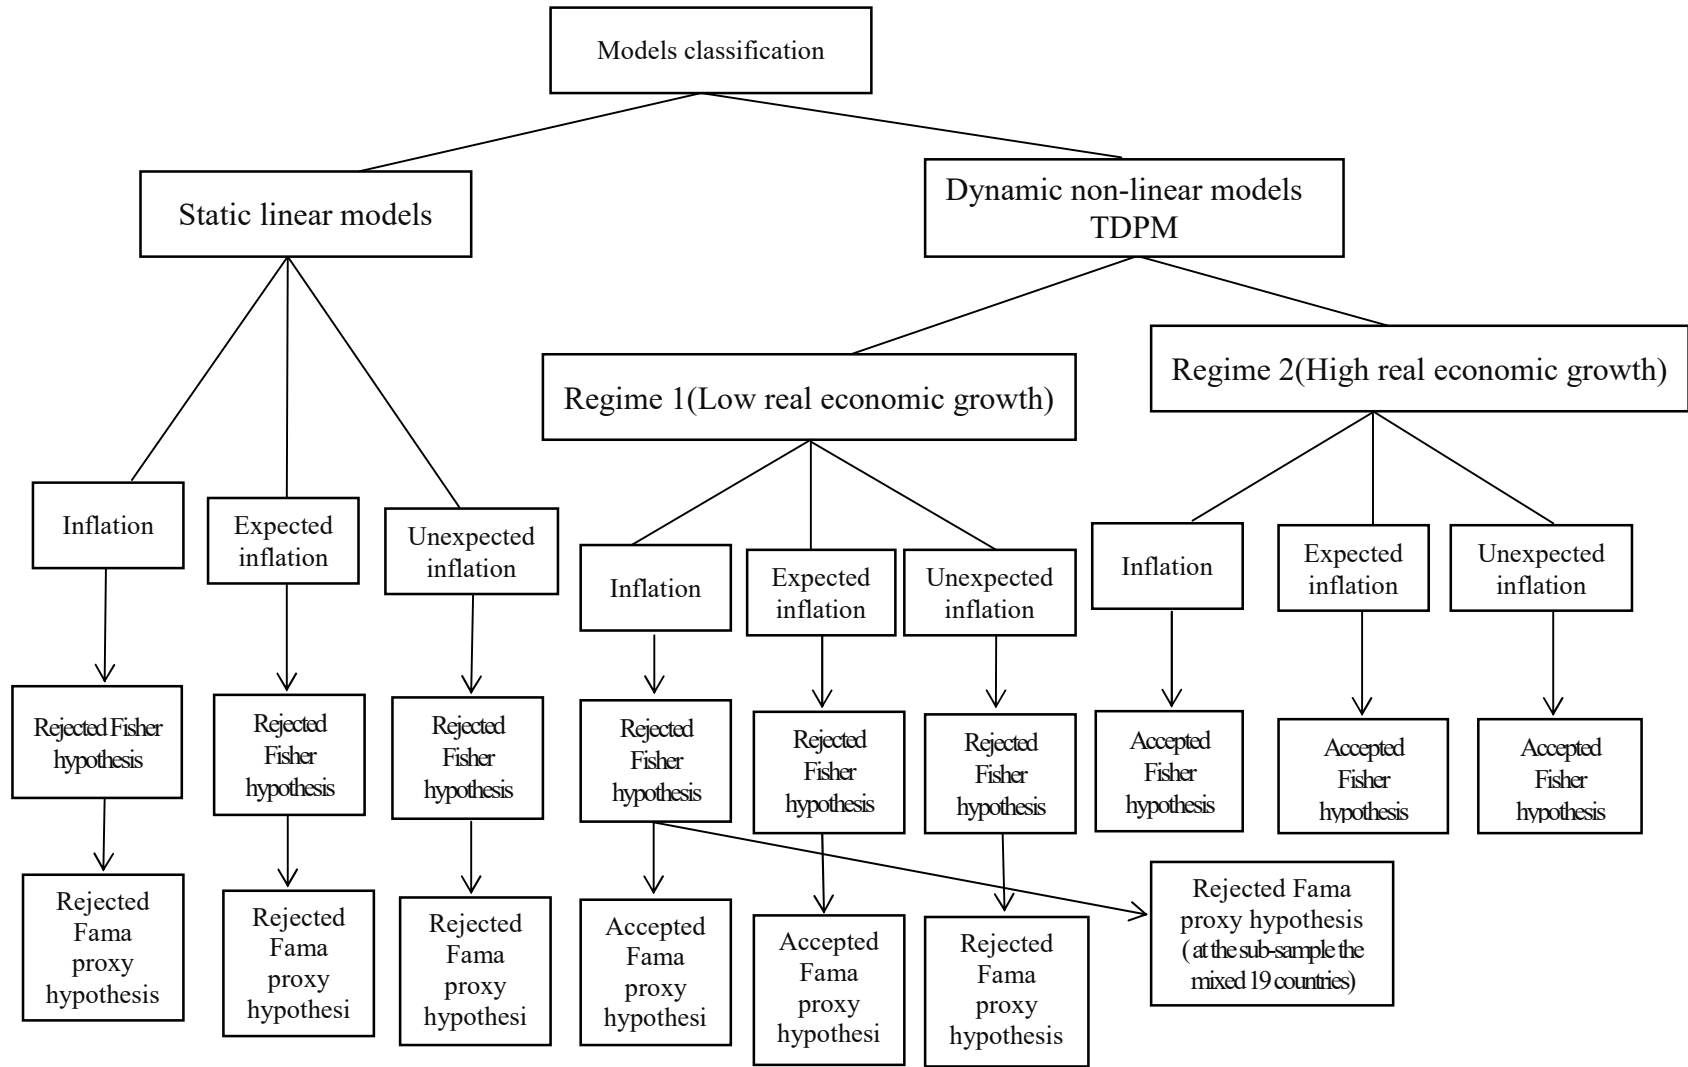 Models classification
Static linear models
Dynamic non-linear models
TDPM
Regime 1(Low real economic growth)
Regime 2(High real economic growth)
Inflation
Expected
inflation
Unexpected
inflation
Inflation
Expected
inflation
Unexpected
inflation
Inflation
Expected
inflation
Unexpected
inflation
Rejected Fisher
hypothesis
Rejected
Fisher
hypothesis
Rejected
Fisher
hypothesis
Rejected
Fisher
hypothesis
Rejected
Fisher
hypothesis
Rejected
Fisher
hypothesis
Accepted
Fisher
hypothesis
Accepted
Fisher
hypothesis
Accepted
Fisher
hypothesis
Rejected
Fama
proxy
hypothesis
Rejected
Fama
proxy
hypothesi
Rejected
Fama
proxy
hypothesi
Accepted
Fama
proxy
hypothesi
Accepted
Fama
proxy
hypothesi
Rejected
Fama
proxy
hypothesis
Rejected Fama
proxy hypothesis
( at the sub-sample the
mixed 19 countries)